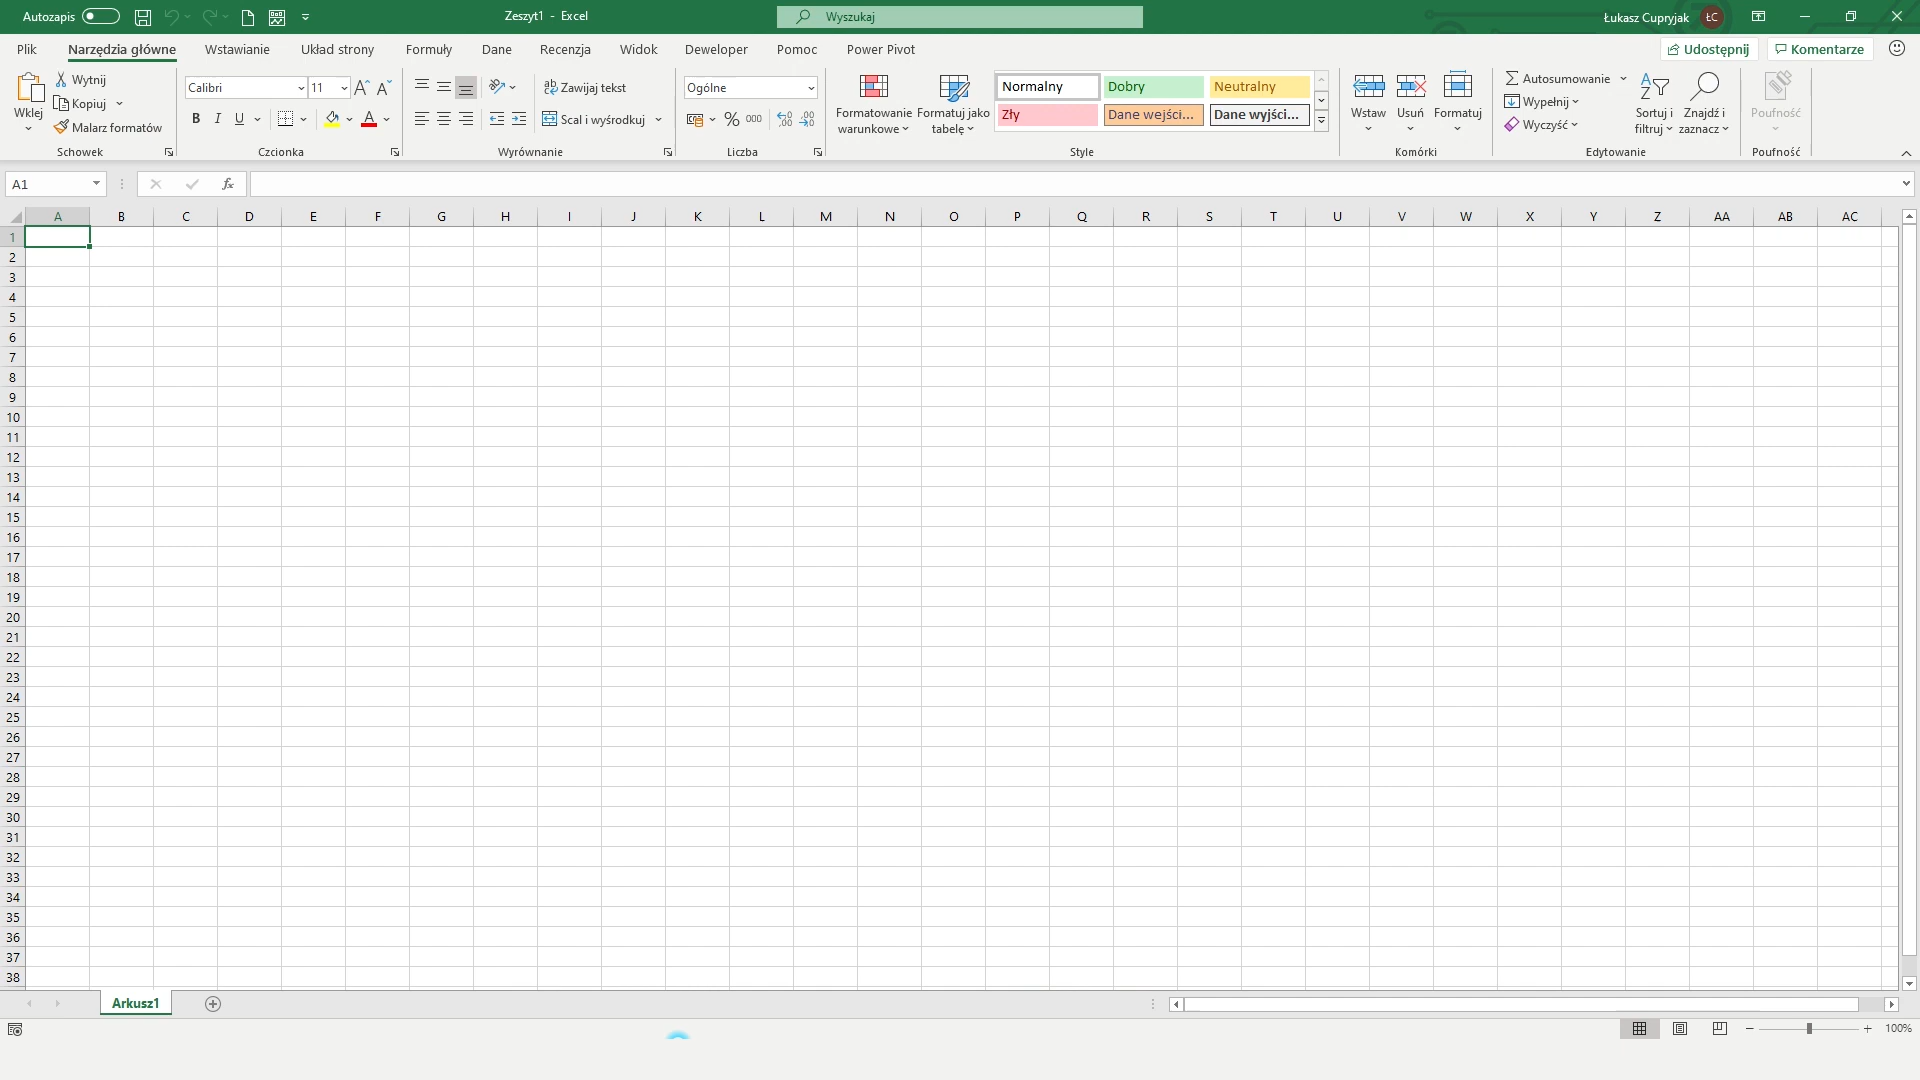 Autozapis
Zeszyt1 - Excel
Wyszukaj
Łukasz Cupryjak ŁC
Plik Narzędzia główne Wstawianie Układ strony Formuły Dane Recenzja Widok Deweloper Pomoc Power Pivot
Udostępnij Komentarze
Wklej
Wytnij
Kopiuj
Malarz formatów
Schowek
Calibri 11
B I U
Czcionka
Zawijaj tekst
Scal i wyśrodkuj
Wyrównanie
Ogólne
% 000
Liczba
Formatowanie warunkowe
Formatuj jako tabelę
Normalny Dobry Neutralny
Zły Dane wejści... Dane wyjści...
Style
Wstaw Usuń Formatuj
Komórki
Autosumowanie
Wypełnij
Wyczyść
Sortuj i filtruj
Znajdź i zaznacz
Edytowanie
Poufność
Poufność
A1
fx
A B C D E F G H I J K L M N O P Q R S T U V W X Y Z AA AB AC
1
2
3
4
5
6
7
8
9
10
11
12
13
14
15
16
17
18
19
20
21
22
23
24
25
26
27
28
29
30
31
32
33
34
35
36
37
38
Arkusz1
100%